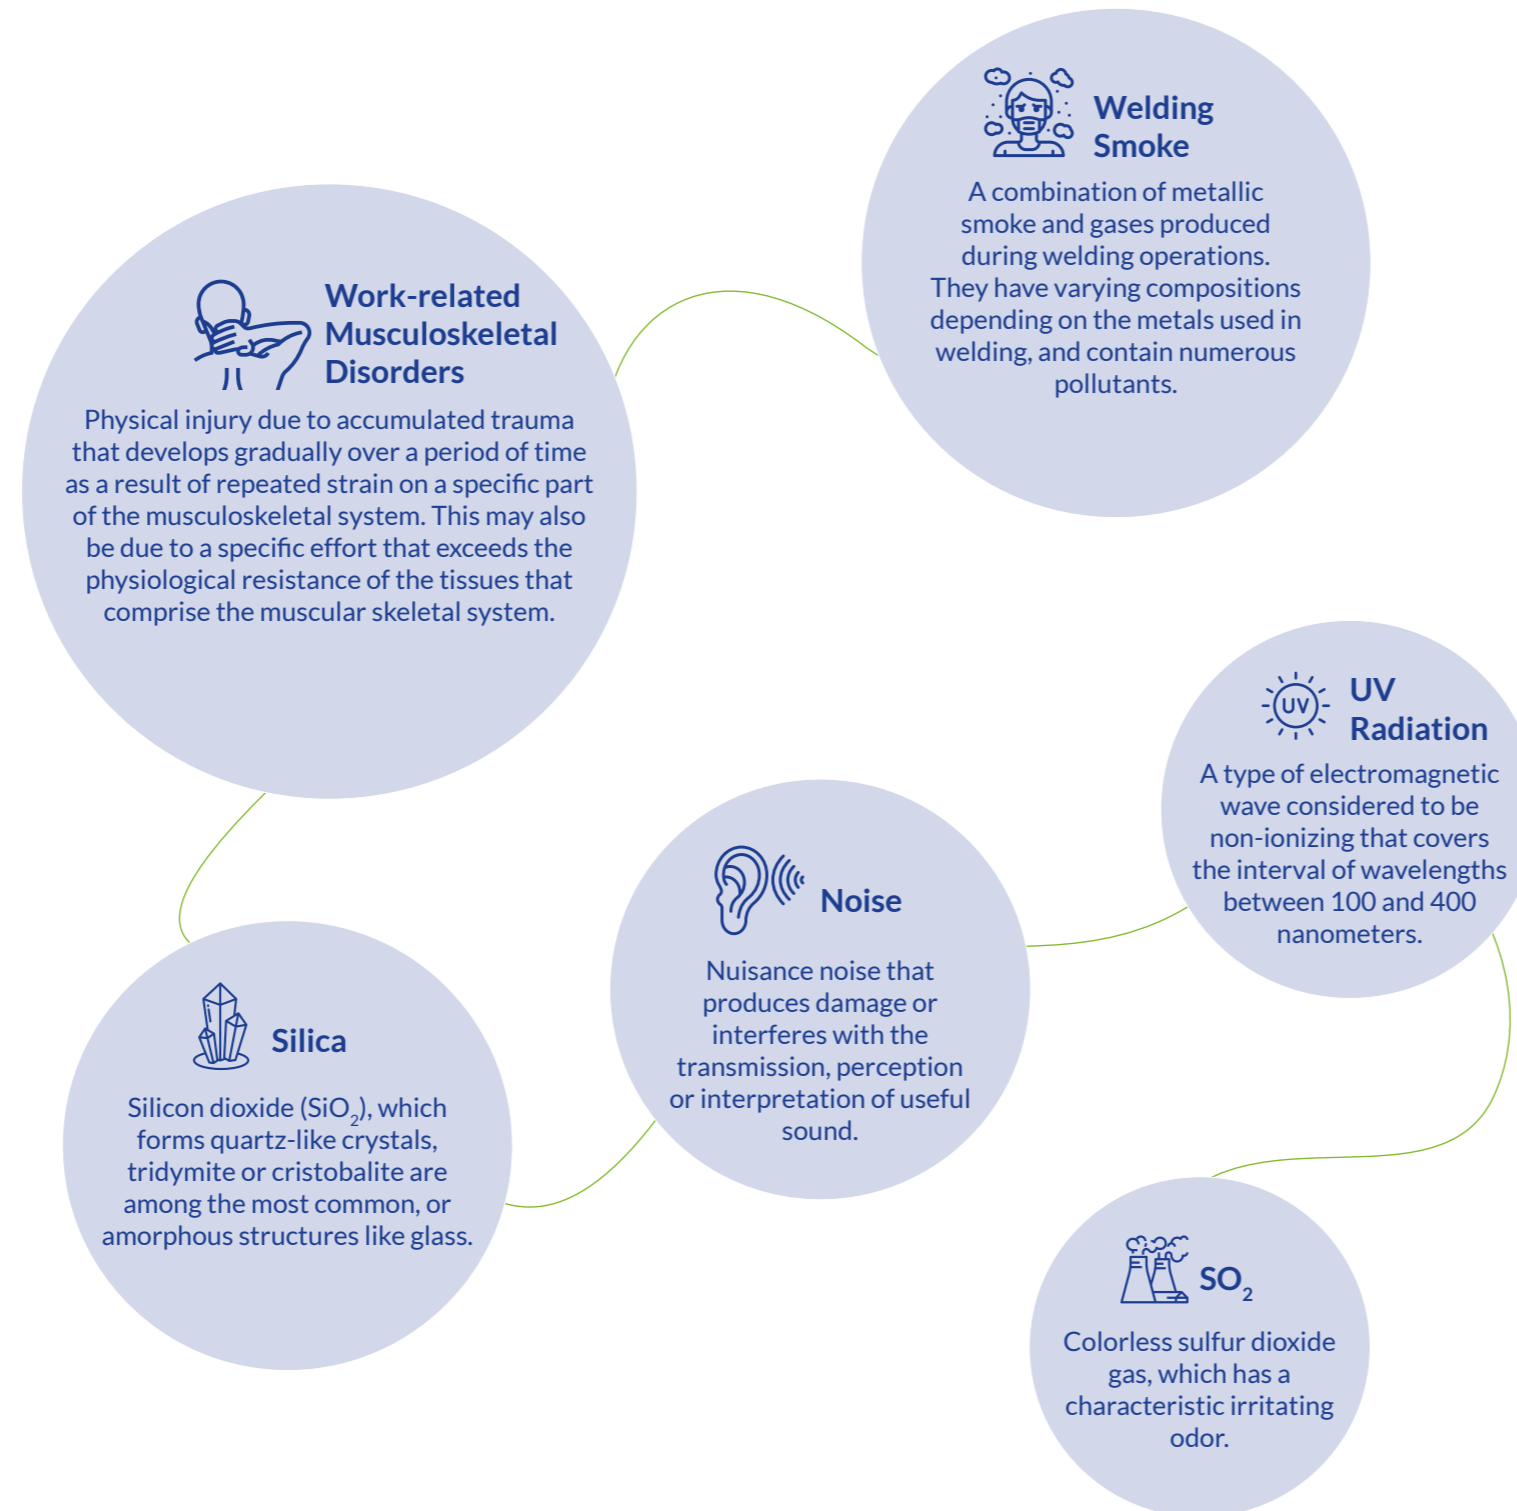 Welding
Smoke
A combination of metallic
smoke and gases produced
during welding operations.
They have varying compositions
depending on the metals used in
welding, and contain numerous
pollutants.
Work-related
Musculoskeletal
Disorders
Physical injury due to accumulated trauma
that develops gradually over a period of time
as a result of repeated strain on a specific part
of the musculoskeletal system. This may also
be due to a specific effort that exceeds the
physiological resistance of the tissues that
comprise the muscular skeletal system.
UV
UV
Radiation
A type of electromagnetic
wave considered to be
non-ionizing that covers
the interval of wavelengths
between 100 and 400
nanometers.
Noise
Nuisance noise that
produces damage or
interferes with the
transmission, perception
or interpretation of useful
sound.
Silica
Silicon dioxide (SiO₂), which
forms quartz-like crystals,
tridymite or cristobalite are
among the most common, or
amorphous structures like glass.
SO₂
Colorless sulfur dioxide
gas, which has a
characteristic irritating
odor.